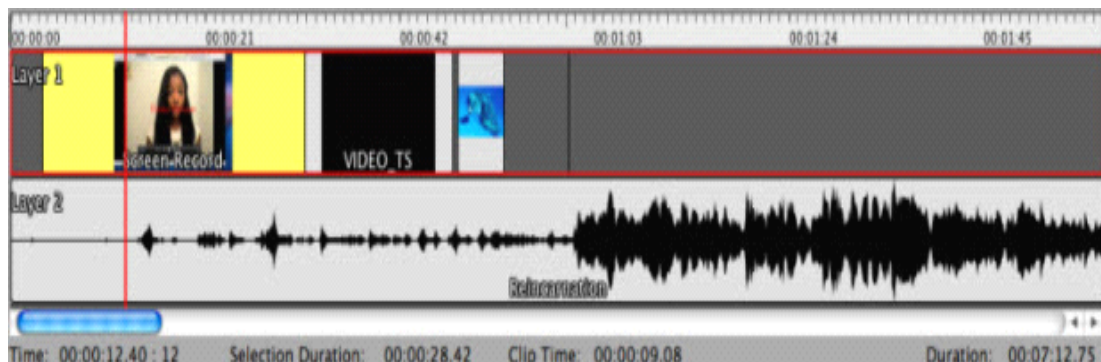 00:00:00 00:00:21 00:00:42 00:01:03 00:01:24 00:01:45
Layer 1
Screen Record
VIDEO_TS
Layer 2
Reincarnation
Time: 00:00:12.40 : 12 Selection Duration: 00:00:28.42 Clip Time: 00:00:09.08 Duration: 00:07:12.75